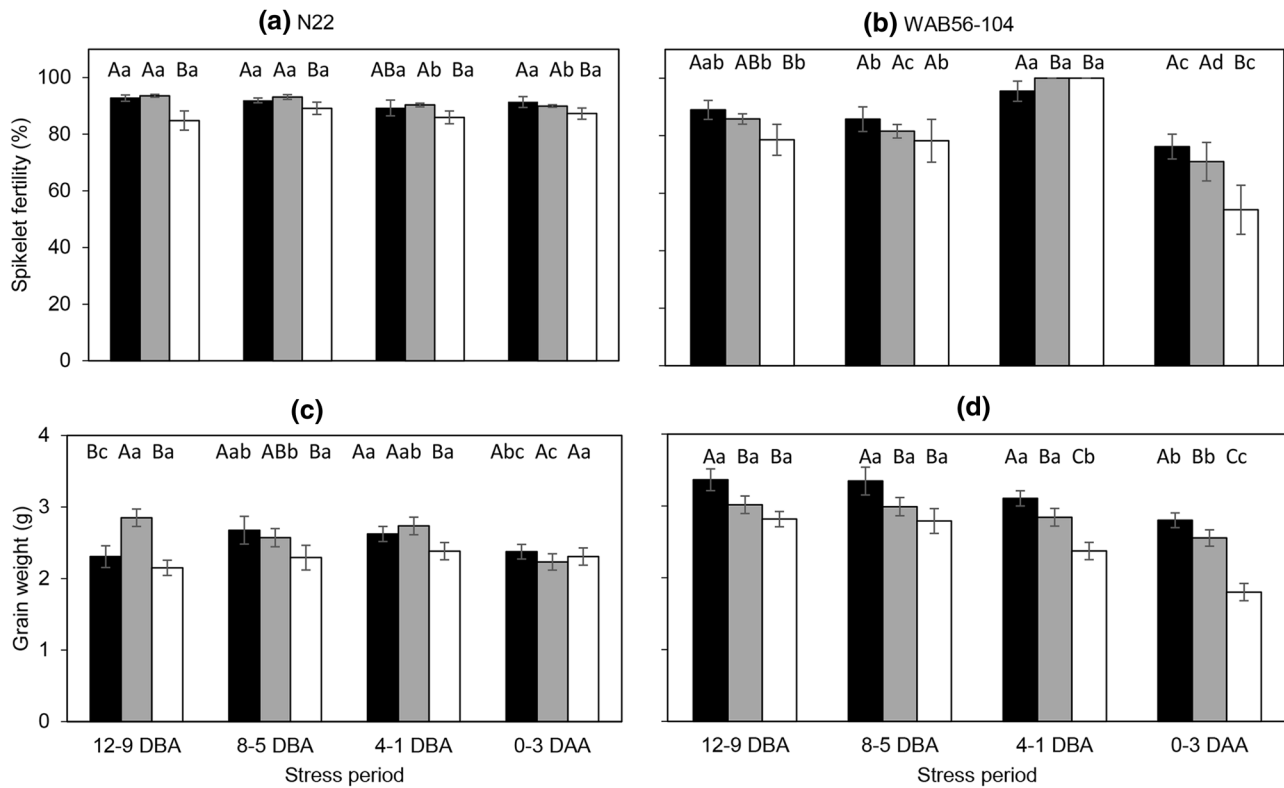 (a) N22
(b) WAB56-104
Spikelet fertility (%)
100
80
60
40
20
0
Aa Aa Ba
Aa Aa Ba
ABa Ab Ba
Aa Ab Ba
Aab ABb Bb
Ab Ac Ab
Aa Ba Ba
Ac Ad Bc
(c)
(d)
Grain weight (g)
4
3
2
1
0
Bc Aa Ba
Aab ABb Ba
Aa Aab Ba
Abc Ac Aa
Aa Ba Ba
Aa Ba Ba
Aa Ba Cb
Ab Bb Cc
12-9 DBA
8-5 DBA
4-1 DBA
0-3 DAA
Stress period
12-9 DBA
8-5 DBA
4-1 DBA
0-3 DAA
Stress period